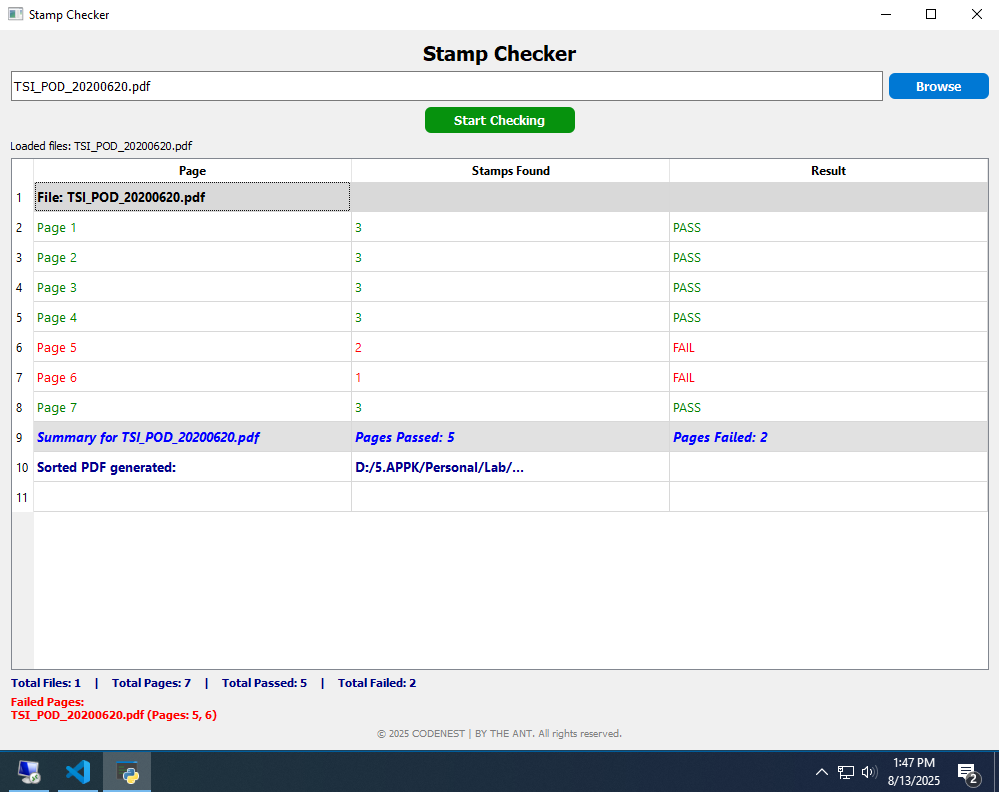 Stamp Checker
Stamp Checker
TSI_POD_20200620.pdf Browse
Start Checking
Loaded files: TSI_POD_20200620.pdf
Page Stamps Found Result
1 File: TSI_POD_20200620.pdf
2 Page 1 3 PASS
3 Page 2 3 PASS
4 Page 3 3 PASS
5 Page 4 3 PASS
6 Page 5 2 FAIL
7 Page 6 1 FAIL
8 Page 7 3 PASS
9 Summary for TSI_POD_20200620.pdf Pages Passed: 5 Pages Failed: 2
10 Sorted PDF generated: D:/5.APPK/Personal/Lab/...
11
Total Files: 1 | Total Pages: 7 | Total Passed: 5 | Total Failed: 2
Failed Pages:
TSI_POD_20200620.pdf (Pages: 5, 6)
© 2025 CODENEST | BY THE ANT. All rights reserved.
1:47 PM
8/13/2025
2